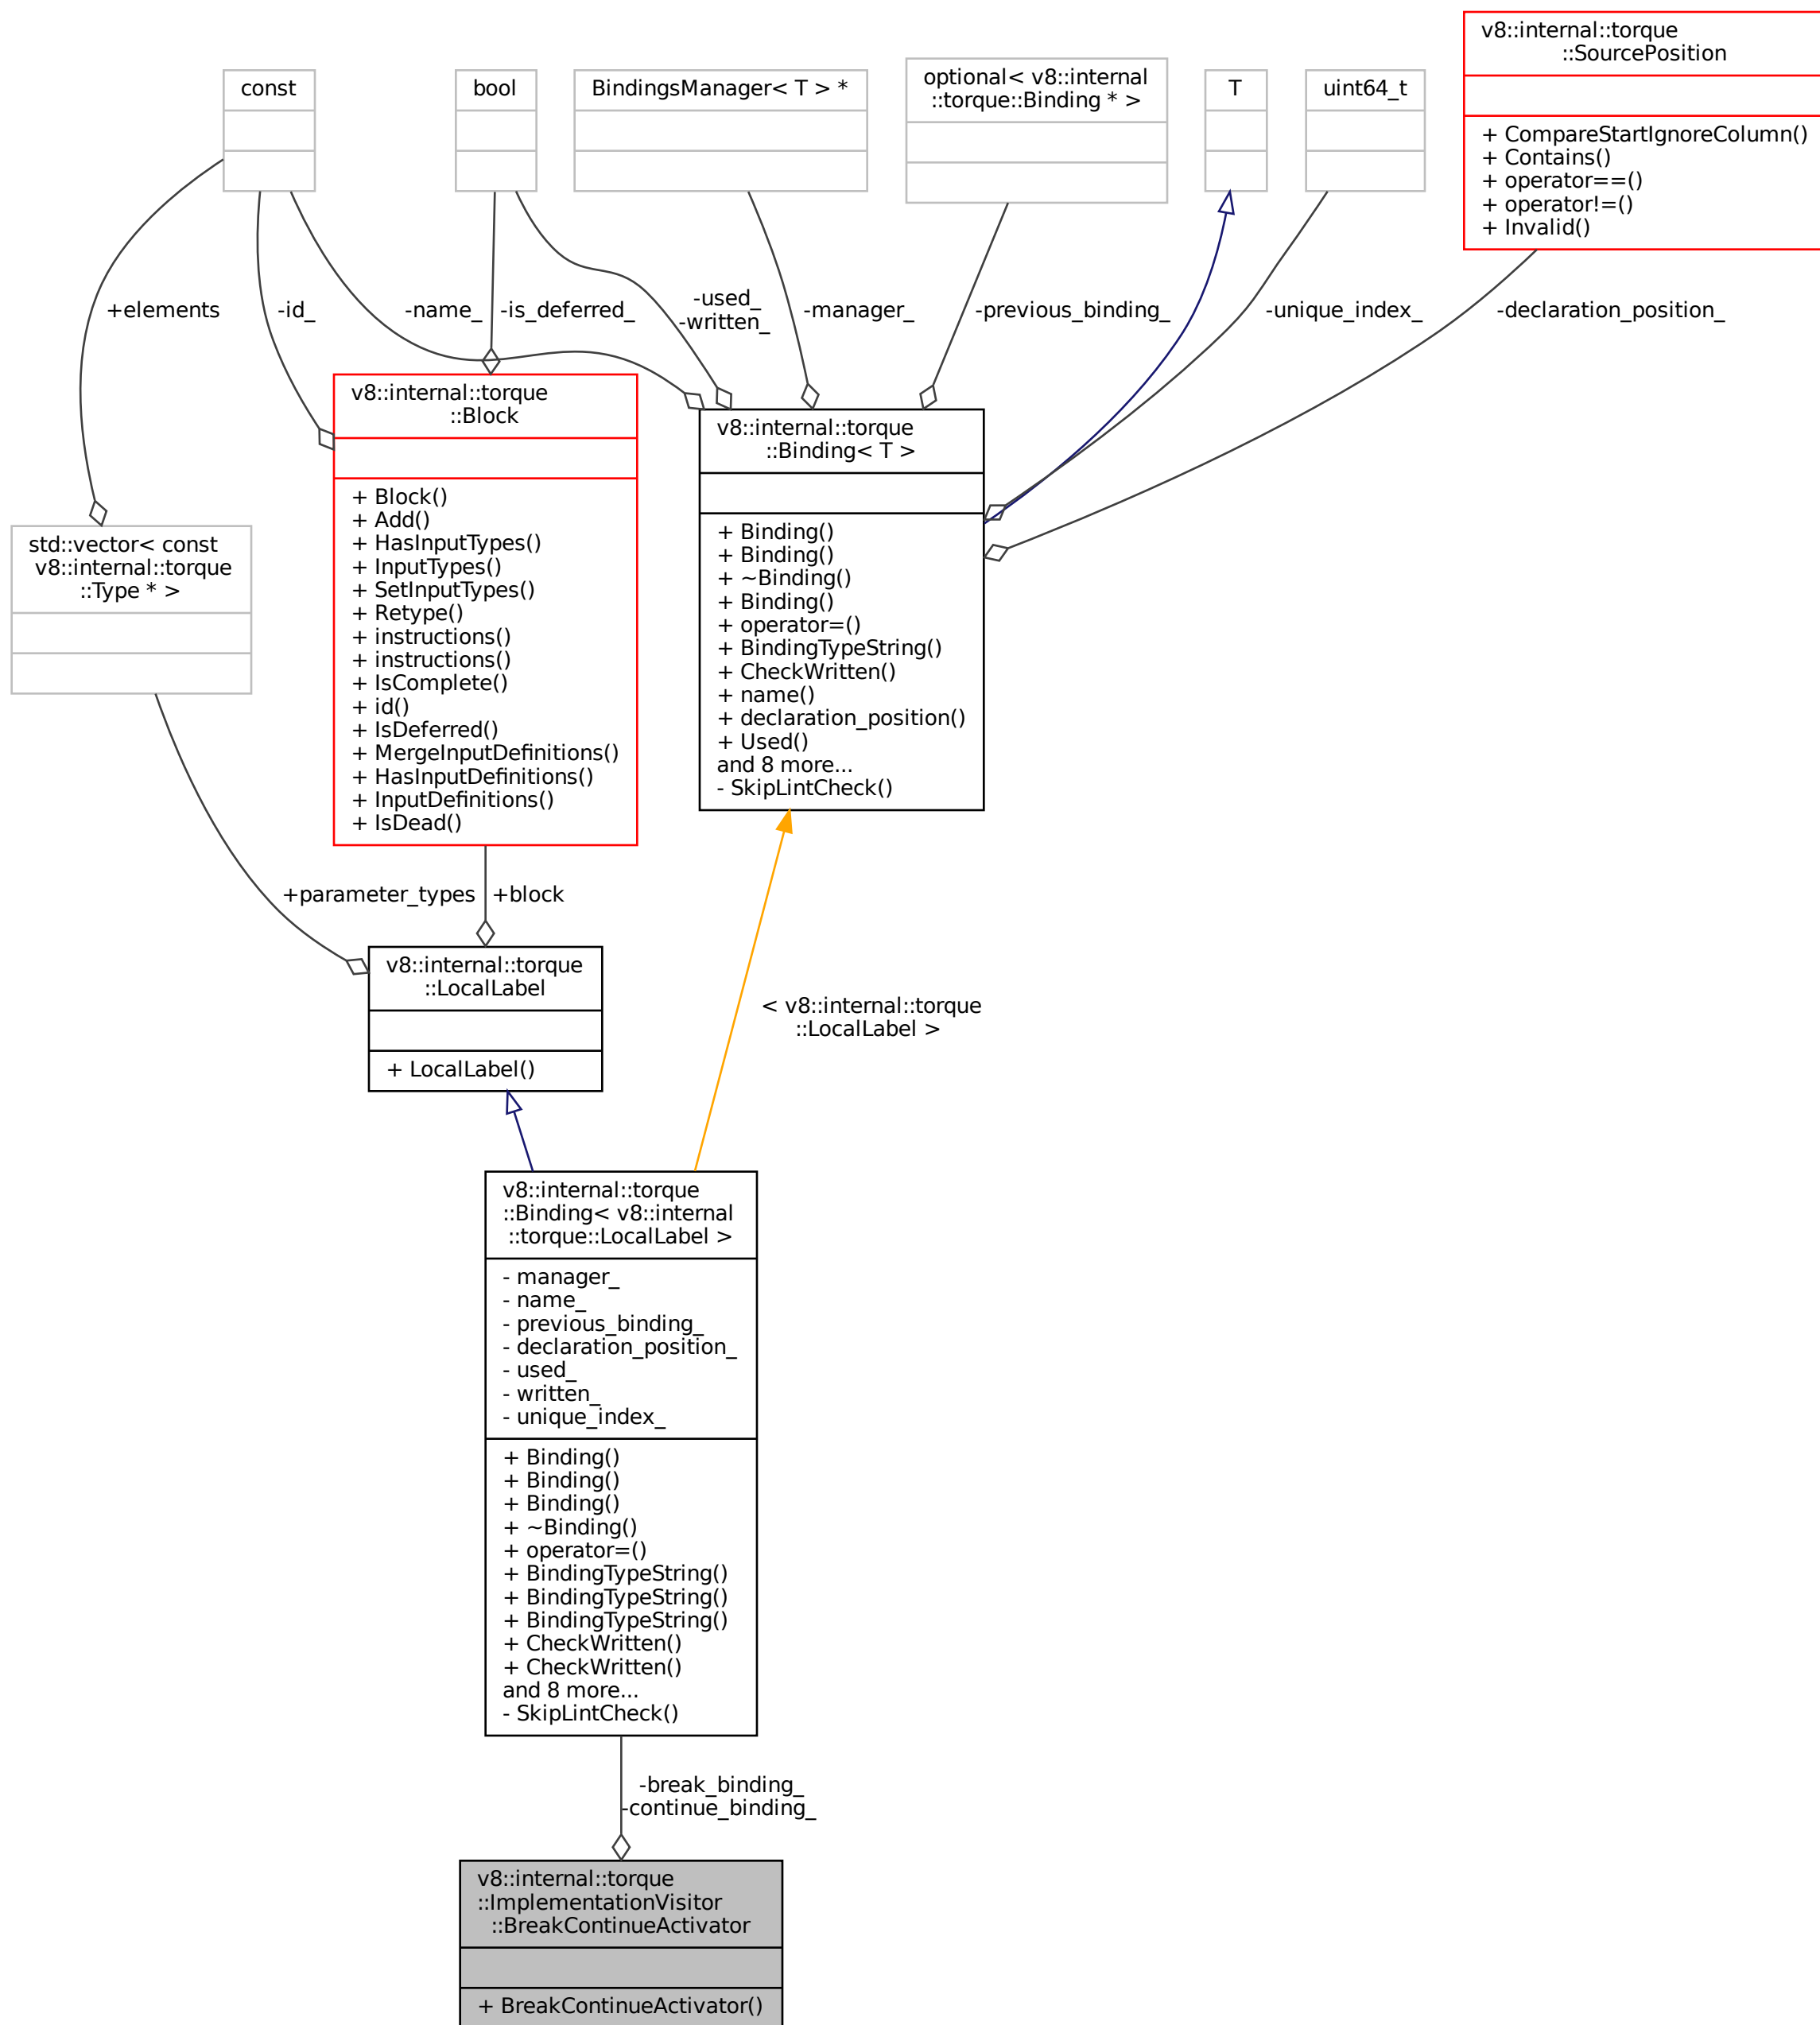 v8::internal::torque
::SourcePosition
+ CompareStartIgnoreColumn()
+ Contains()
+ operator==()
+ operator!=()
+ Invalid()
const
bool
BindingsManager< T > *
optional< v8::internal
::torque::Binding * >
T
uint64_t
+elements
-id_
-name_
-is_deferred_
-used_
-written_
-manager_
-previous_binding_
-unique_index_
-declaration_position_
v8::internal::torque
::Block
+ Block()
+ Add()
+ HasInputTypes()
+ InputTypes()
+ SetInputTypes()
+ Retype()
+ instructions()
+ instructions()
+ IsComplete()
+ id()
+ IsDeferred()
+ MergeInputDefinitions()
+ HasInputDefinitions()
+ InputDefinitions()
+ IsDead()
v8::internal::torque
::Binding< T >
+ Binding()
+ Binding()
+ ~Binding()
+ Binding()
+ operator=()
+ BindingTypeString()
+ CheckWritten()
+ name()
+ declaration_position()
+ Used()
and 8 more...
- SkipLintCheck()
std::vector< const
v8::internal::torque
::Type * >
+parameter_types
+block
v8::internal::torque
::LocalLabel
+ LocalLabel()
< v8::internal::torque
::LocalLabel >
v8::internal::torque
::Binding< v8::internal
::torque::LocalLabel >
- manager_
- name_
- previous_binding_
- declaration_position_
- used_
- written_
- unique_index_
+ Binding()
+ Binding()
+ Binding()
+ ~Binding()
+ operator=()
+ BindingTypeString()
+ BindingTypeString()
+ BindingTypeString()
+ CheckWritten()
+ CheckWritten()
and 8 more...
- SkipLintCheck()
-break_binding_
-continue_binding_
v8::internal::torque
::ImplementationVisitor
::BreakContinueActivator
+ BreakContinueActivator()